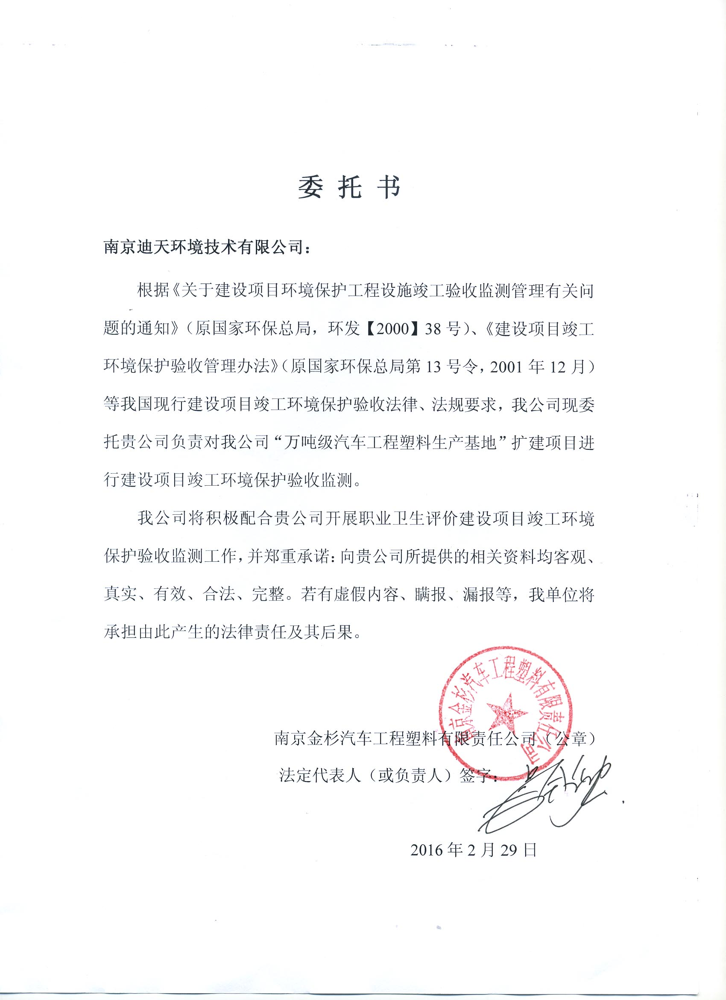 委托书
南京迪天环境技术有限公司：
根据《关于建设项目环境保护工程设施竣工验收监测管理有关问
题的通知》（原国家环保总局，环发【2000】38 号）、《建设项目竣工
环境保护验收管理办法》（原国家环保总局第 13 号令，2001 年 12 月）
等我国现行建设项目竣工环境保护验收法律、法规要求，我公司现委
托贵公司负责对我公司“万吨级汽车工程塑料生产基地”扩建项目进
行建设项目竣工环境保护验收监测。
我公司将积极配合贵公司开展职业卫生评价建设项目竣工环境
保护验收监测工作，并郑重承诺：向贵公司所提供的相关资料均客观、
真实、有效、合法、完整。若有虚假内容、瞒报、漏报等，我单位将
承担由此产生的法律责任及其后果。
南京金杉汽车工程塑料有限责任公司
南京金杉汽车工程塑料有限责任公司（公章）
法定代表人（或负责人）签字：
2016 年 2 月 29 日